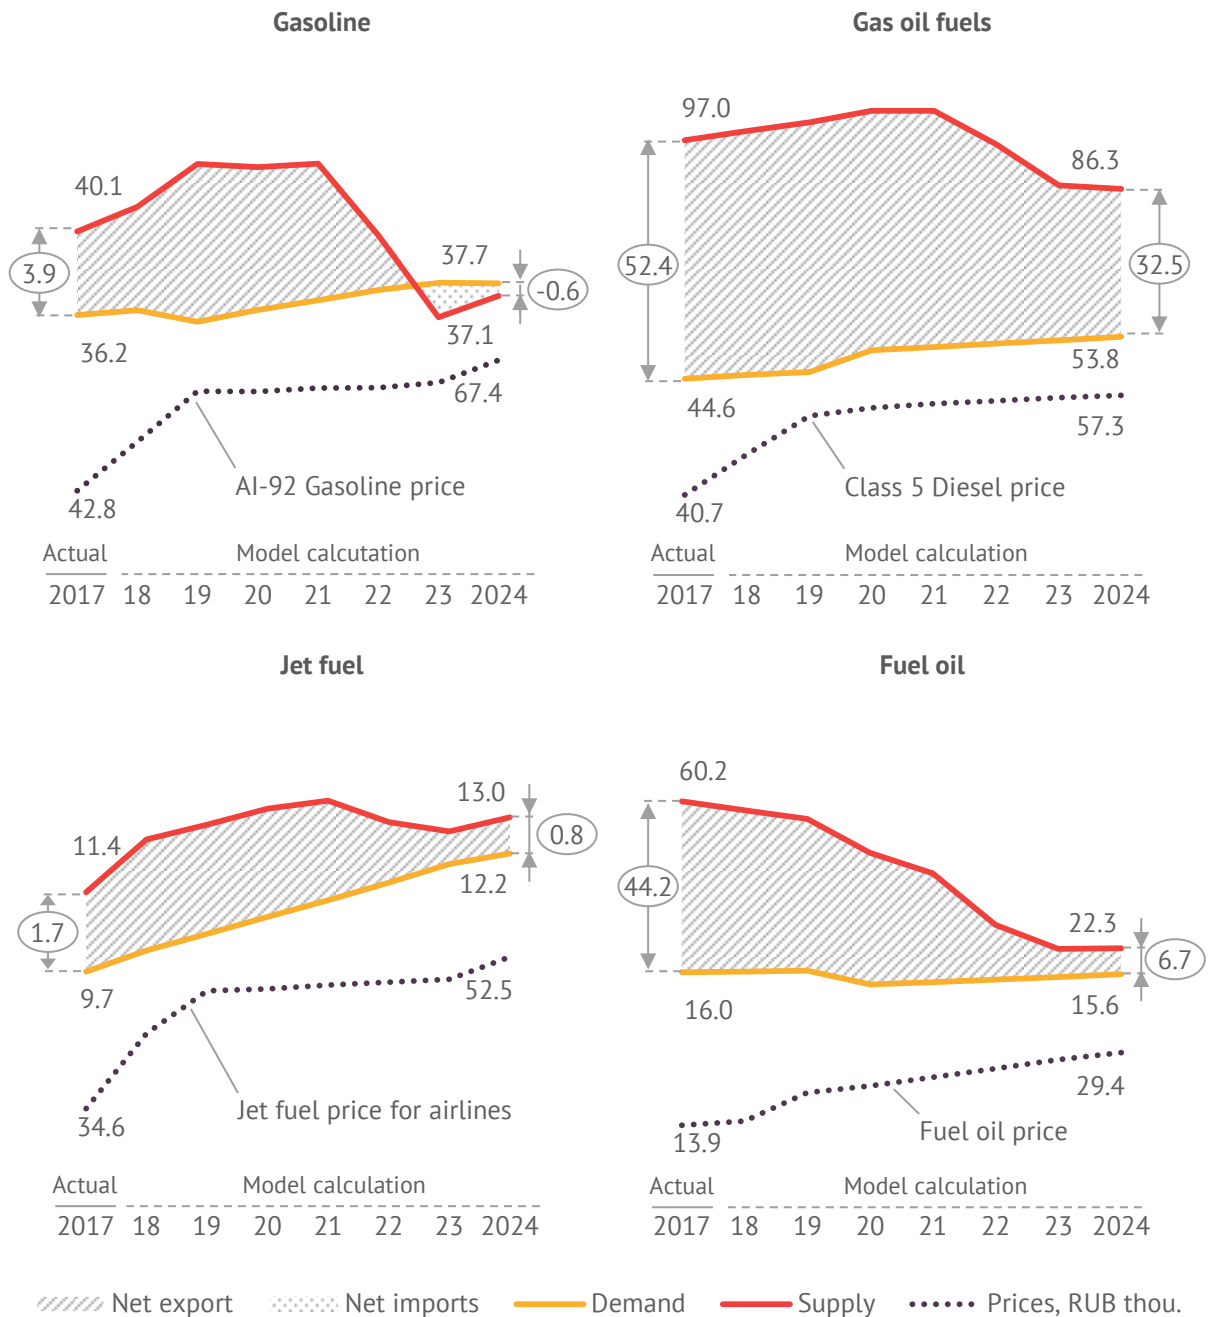 Gasoline
40.1
3.9
36.2
37.7
-0.6
37.1
67.4
AI-92 Gasoline price
42.8
Actual Model calcutation
2017 18 19 20 21 22 23 2024
Gas oil fuels
97.0
86.3
52.4
32.5
53.8
44.6
57.3
Class 5 Diesel price
40.7
Actual Model calculation
2017 18 19 20 21 22 23 2024
Jet fuel
13.0
11.4
0.8
12.2
1.7
9.7
52.5
Jet fuel price for airlines
34.6
Actual Model calculation
2017 18 19 20 21 22 23 2024
Fuel oil
60.2
44.2
22.3
6.7
16.0
15.6
29.4
Fuel oil price
13.9
Actual Model calculation
2017 18 19 20 21 22 23 2024
Net export Net imports Demand Supply Prices, RUB thou.